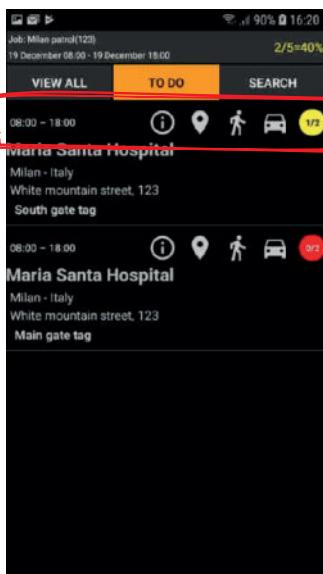 90% 16:20
Job: Milan patrol(123)
19 December 08:00 - 19 December 18:00
2/5=40%
VIEW ALL TO DO SEARCH
08:00 - 18:00 1/2
Maria Santa Hospital
Milan - Italy
White mountain street, 123
South gate tag
08:00 - 18:00 0/2
Maria Santa Hospital
Milan - Italy
White mountain street, 123
Main gate tag